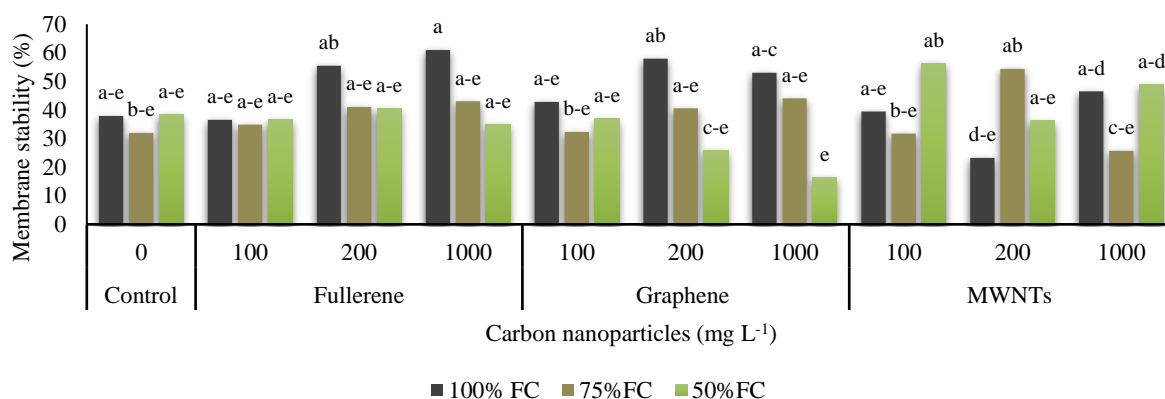 70
60
50
40
30
20
10
0
Membrane stability (%)
a-e b-e a-e a-e a-e a-e ab a-e a-e a a-e a-e a-e b-e a-e ab a-e c-e a-c a-e e a-e b-e ab d-e ab a-e a-d c-e a-d
0 100 200 1000 100 200 1000 100 200 1000
Control Fullerene Graphene MWNTs
Carbon nanoparticles (mg L-1)
100% FC 75%FC 50%FC